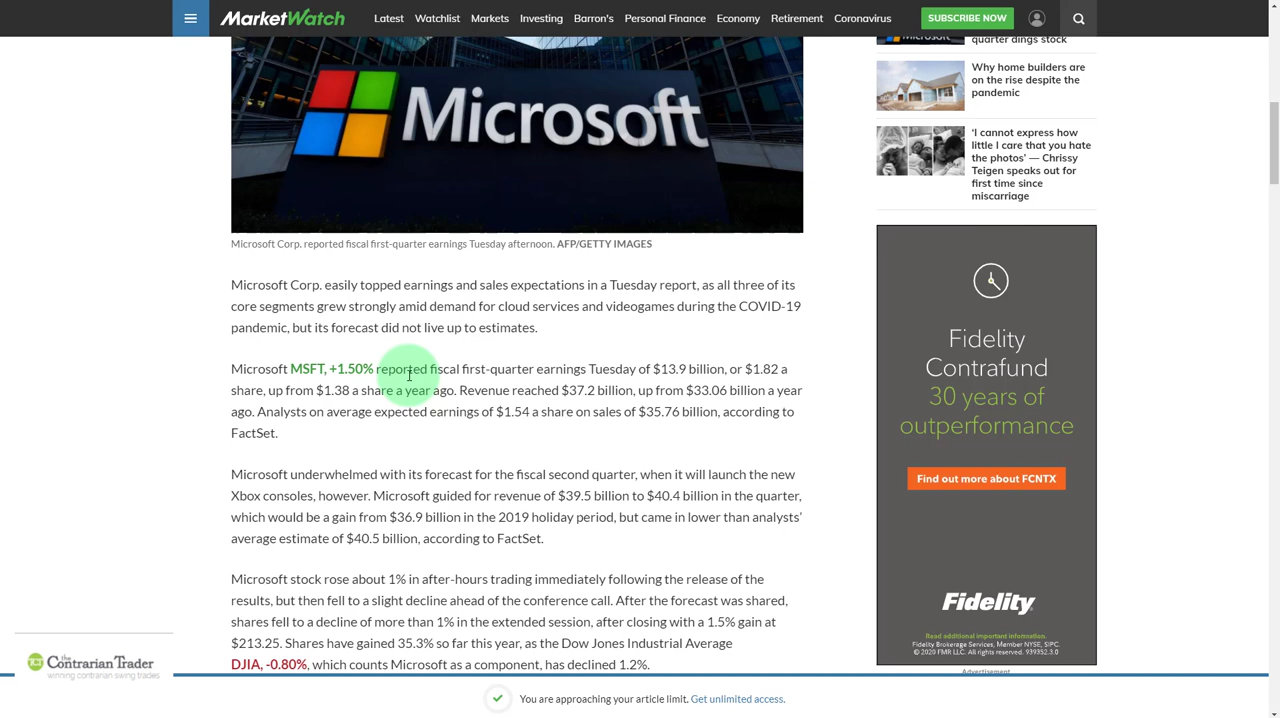 MarketWatch
Latest Watchlist Markets Investing Barron's Personal Finance Economy Retirement Coronavirus
SUBSCRIBE NOW
quarter dings stock
Why home builders are
on the rise despite the
pandemic
‘I cannot express how
little I care that you hate
the photos’ — Chrissy
Teigen speaks out for
first time since
miscarriage
Microsoft
Microsoft Corp. reported fiscal first-quarter earnings Tuesday afternoon. AFP/GETTY IMAGES
Microsoft Corp. easily topped earnings and sales expectations in a Tuesday report, as all three of its
core segments grew strongly amid demand for cloud services and videogames during the COVID-19
pandemic, but its forecast did not live up to estimates.
Microsoft MSFT, +1.50% reported fiscal first-quarter earnings Tuesday of $13.9 billion, or $1.82 a
share, up from $1.38 a share a year ago. Revenue reached $37.2 billion, up from $33.06 billion a year
ago. Analysts on average expected earnings of $1.54 a share on sales of $35.76 billion, according to
FactSet.
Microsoft underwhelmed with its forecast for the fiscal second quarter, when it will launch the new
Xbox consoles, however. Microsoft guided for revenue of $39.5 billion to $40.4 billion in the quarter,
which would be a gain from $36.9 billion in the 2019 holiday period, but came in lower than analysts’
average estimate of $40.5 billion, according to FactSet.
Microsoft stock rose about 1% in after-hours trading immediately following the release of the
results, but then fell to a slight decline ahead of the conference call. After the forecast was shared,
shares fell to a decline of more than 1% in the extended session, after closing with a 1.5% gain at
$213.25. Shares have gained 35.3% so far this year, as the Dow Jones Industrial Average
DJIA, -0.80%, which counts Microsoft as a component, has declined 1.2%.
Fidelity
Contrafund
30 years of
outperformance
Find out more about FCNTX
Fidelity
Read additional important information.
Fidelity Brokerage Services, Member NYSE, SIPC.
© 2020 FMR LLC. All rights reserved. 939352.3.0
Advertisement
TCT the Contrarian Trader
winning contrarian swing trades
You are approaching your article limit. Get unlimited access.